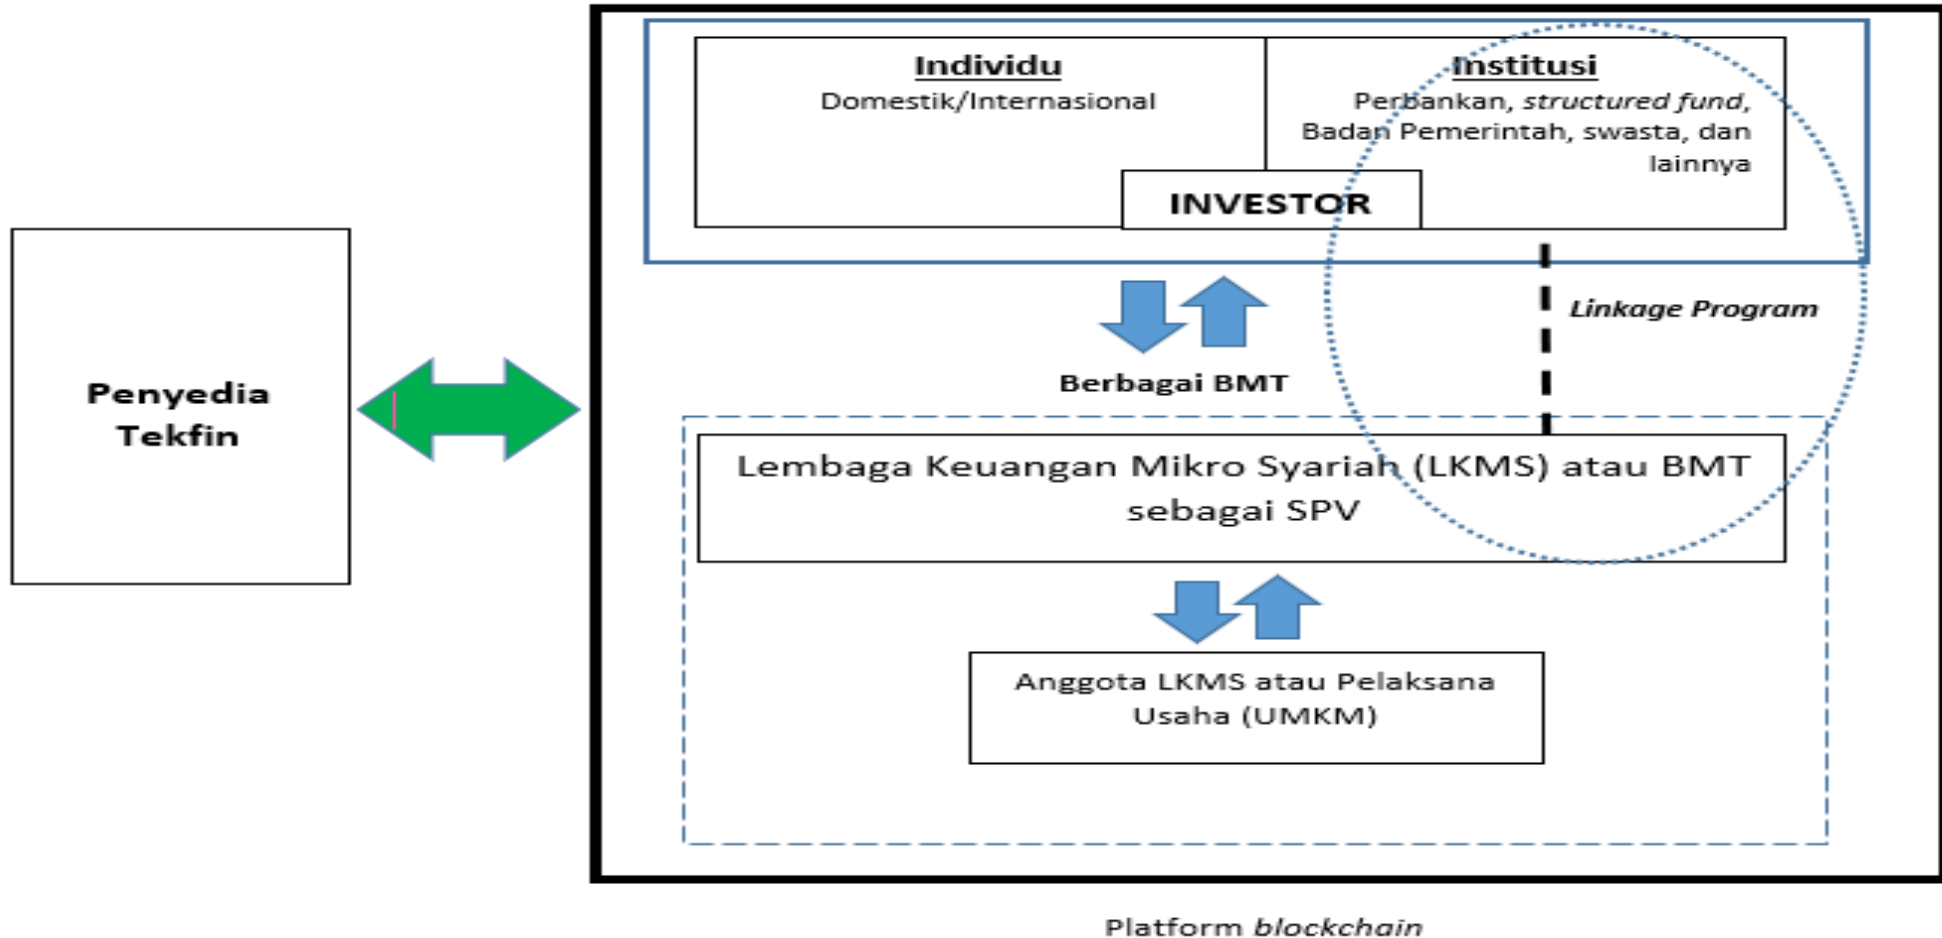 Individu
Domestik/Internasional
Institusi
Perbankan, structured fund,
Badan Pemerintah, swasta, dan
lainnya
INVESTOR
Penyedia
Tekfin
Linkage Program
Berbagai BMT
Lembaga Keuangan Mikro Syariah (LKMS) atau BMT
sebagai SPV
Anggota LKMS atau Pelaksana
Usaha (UMKM)
Platform blockchain